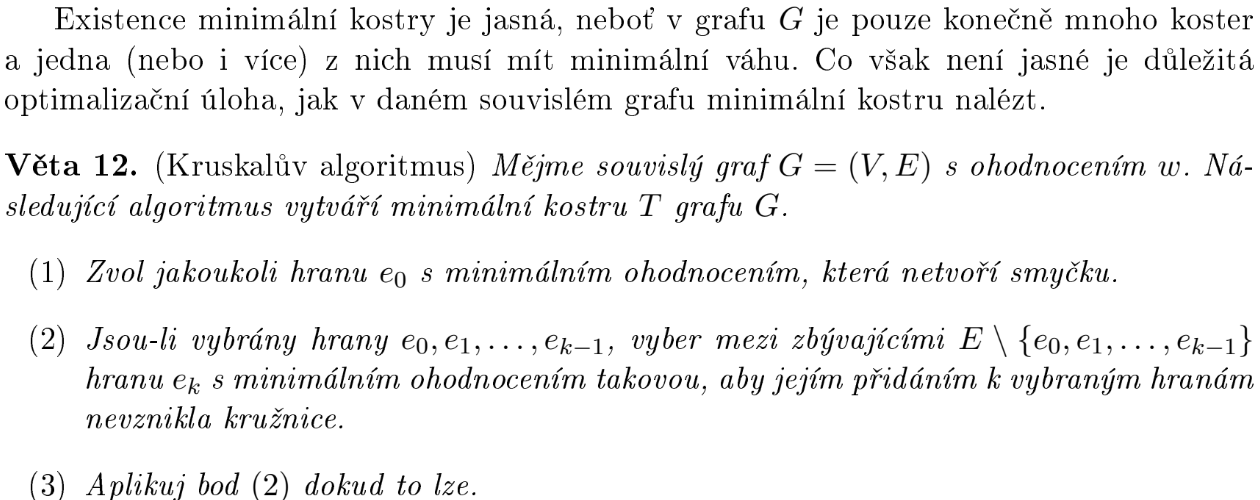 Existence minimální kostry je jasná, neboť v grafu G je pouze konečně mnoho koster
a jedna (nebo i více) z nich musí mít minimální váhu. Co však není jasné je důležitá
optimalizační úloha, jak v daném souvislém grafu minimální kostru nalézt.
Věta 12. (Kruskalův algoritmus) Mějme souvislý graf G = (V, E) s ohodnocením w. Ná-
sledující algoritmus vytváří minimální kostru T grafu G.
(1) Zvol jakoukoli hranu e₀ s minimálním ohodnocením, která netvoří smyčku.
(2) Jsou-li vybrány hrany e₀, e₁, . . . , eₖ₋₁, vyber mezi zbývajícími E \ {e₀, e₁, . . . , eₖ₋₁}
hranu eₖ s minimálním ohodnocením takovou, aby jejím přidáním k vybraným hranám
nevznikla kružnice.
(3) Aplikuj bod (2) dokud to lze.